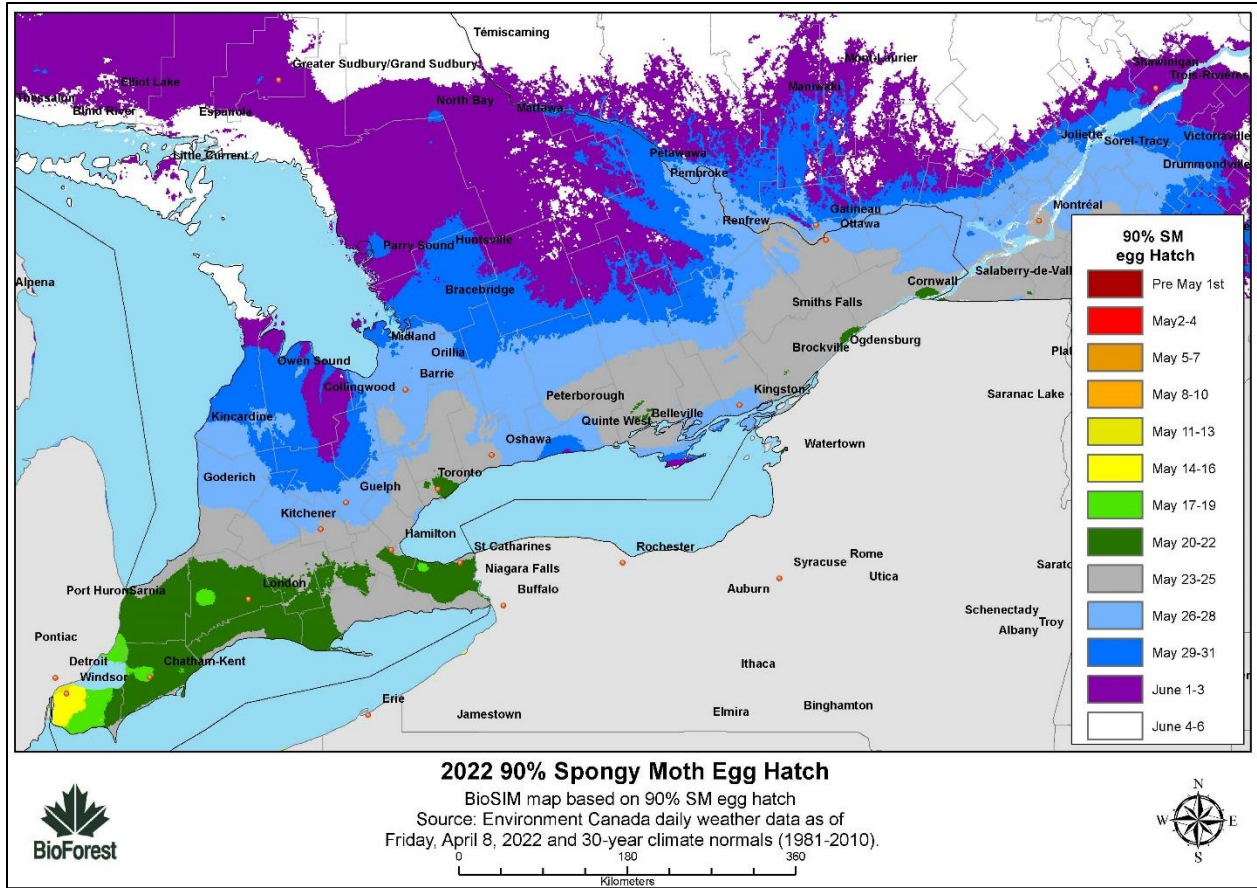 Témiscaming
Mont-Laurier
Shawinigan
Greater Sudbury/Grand Sudbury
Trois-Rivières
Elliot Lake
Maniwaki
Thessalon
North Bay
Blind River
Espanola
Mattawa
Joliette
Victoriaville
Sorel-Tracy
Little Current
Petawawa
Drummondville
Pembroke
Montréal
Gatineau
Renfrew
Ottawa
Parry Sound
Huntsville
Salaberry-de-Vall
Alpena
Cornwall
Bracebridge
Smiths Falls
Midland
Ogdensburg
Brockville
Plat
Orillia
Owen Sound
Barrie
Collingwood
Kingston
Saranac Lake
Peterborough
Kincardine
Belleville
Quinte West
Oshawa
Watertown
Toronto
Goderich
Guelph
Kitchener
Hamilton
St Catharines
Rochester
Rome
Syracuse
Niagara Falls
Sarato
Utica
London
Port Huron
Sarnia
Buffalo
Auburn
Schenectady
Troy
Albany
Pontiac
Detroit
Chatham-Kent
Windsor
Ithaca
Erie
Binghamton
Jamestown
Elmira
90% SM
egg Hatch
Pre May 1st
May2-4
May 5-7
May 8-10
May 11-13
May 14-16
May 17-19
May 20-22
May 23-25
May 26-28
May 29-31
June 1-3
June 4-6
2022 90% Spongy Moth Egg Hatch
BioSIM map based on 90% SM egg hatch
Source: Environment Canada daily weather data as of
Friday, April 8, 2022 and 30-year climate normals (1981-2010).
0 180 360
Kilometers
BioForest
N
W E
S